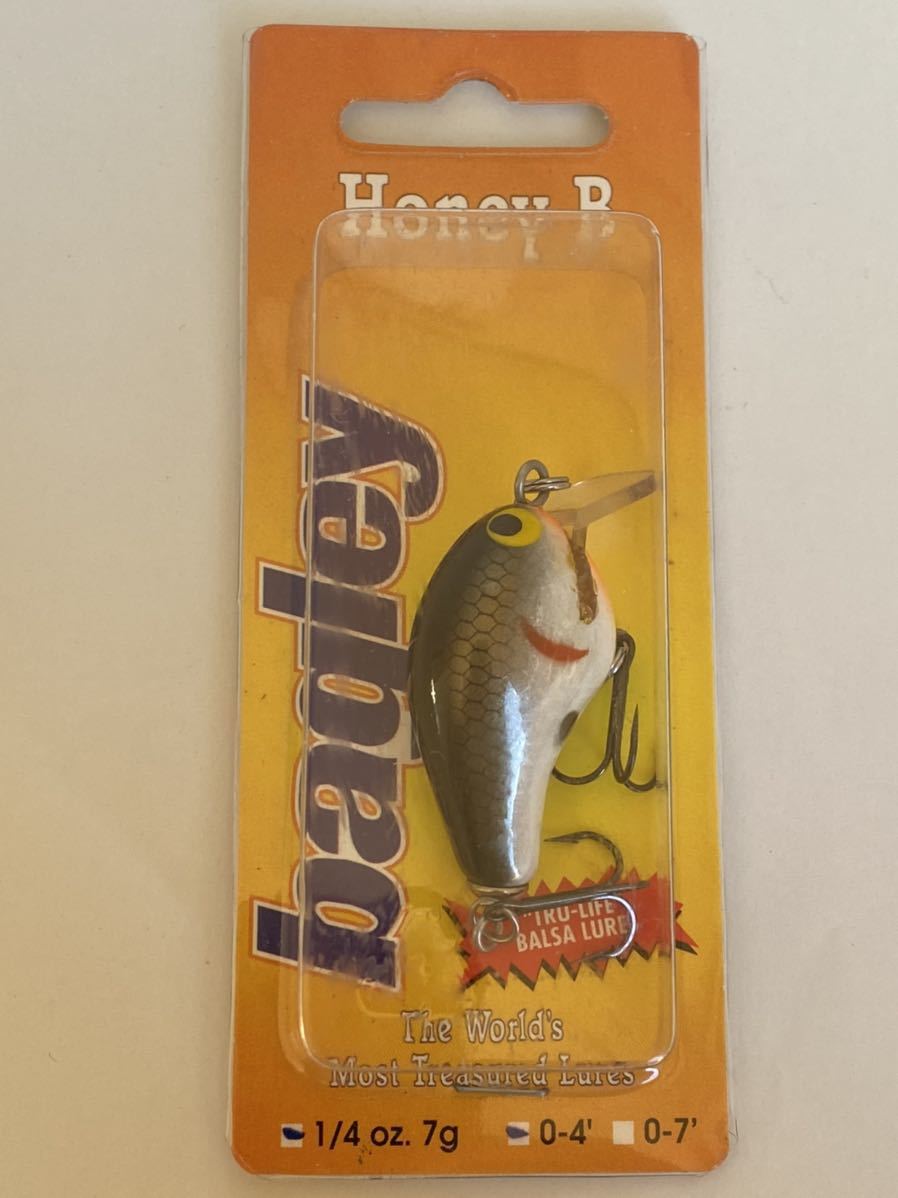 Honey B
bagley
"TRU-LIFE"
BALSA LURE
The World's
Most Treasured Lures
1/4 oz. 7g 0-4' 0-7'